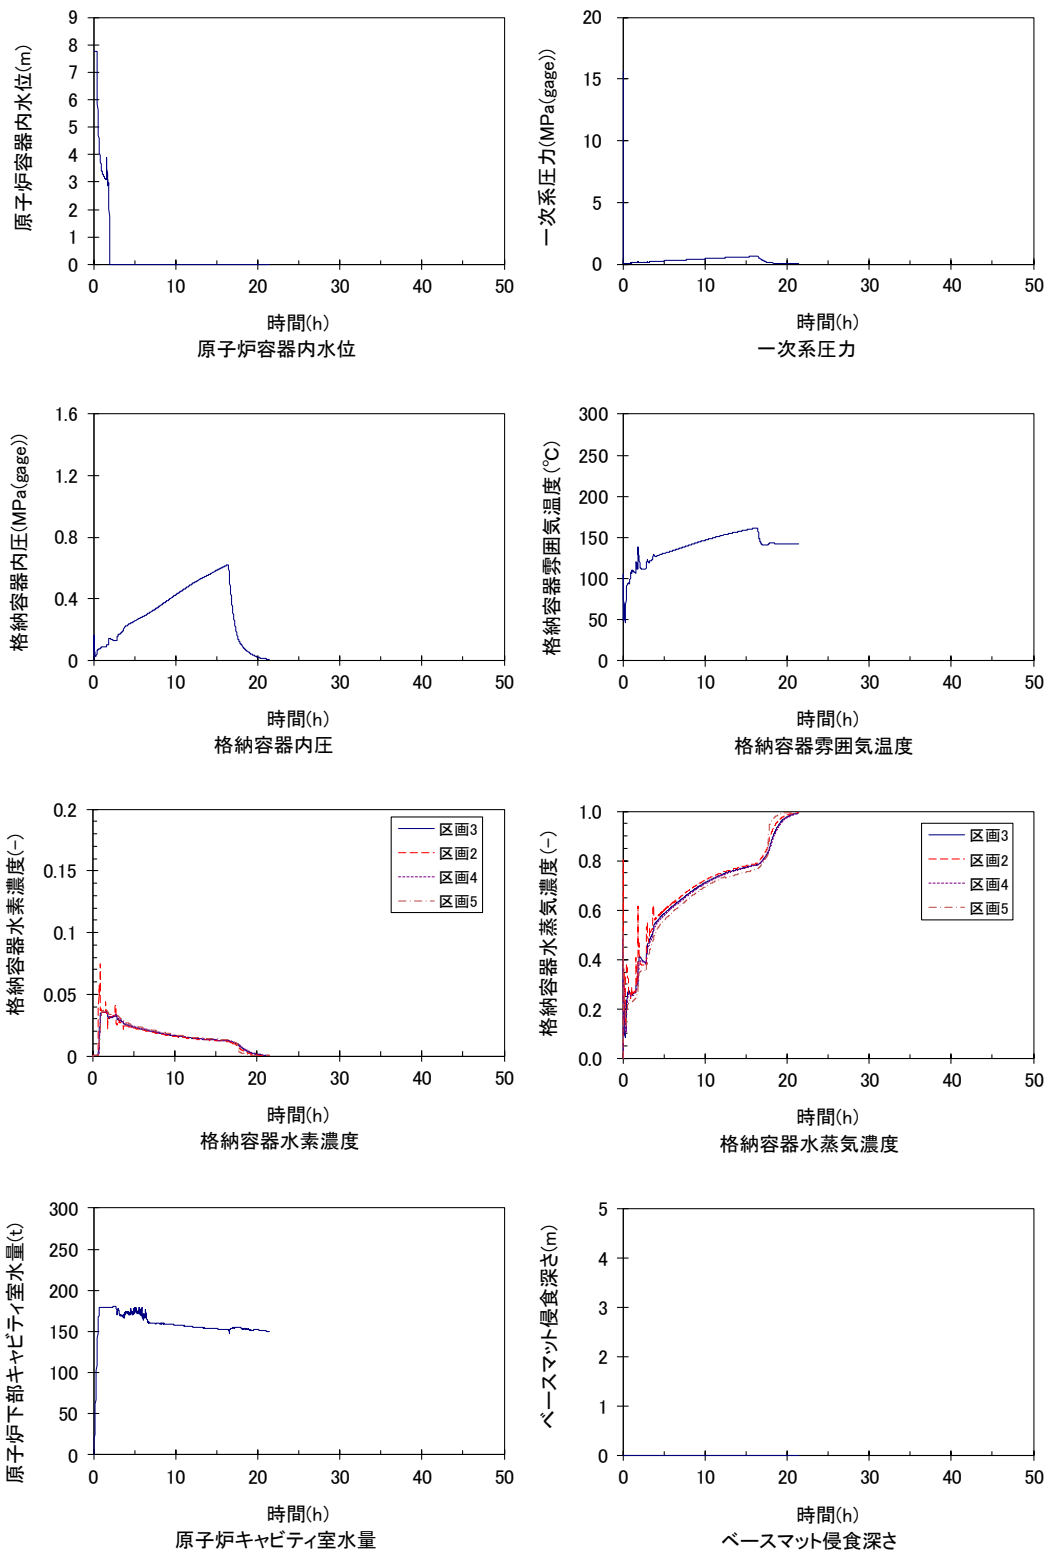 原子炉容器内水位(m)
9
8
7
6
5
4
3
2
1
0
0 10 20 30 40 50
時間(h)
原子炉容器内水位
一次系圧力(MPa(gage))
20
15
10
5
0
0 10 20 30 40 50
時間(h)
一次系圧力
格納容器内圧(MPa(gage))
1.6
1.2
0.8
0.4
0
0 10 20 30 40 50
時間(h)
格納容器内圧
格納容器雰囲気温度(℃)
300
250
200
150
100
50
0
0 10 20 30 40 50
時間(h)
格納容器雰囲気温度
格納容器水素濃度(-)
0.2
0.15
0.1
0.05
0
区画3
区画2
区画4
区画5
0 10 20 30 40 50
時間(h)
格納容器水素濃度
格納容器水蒸気濃度(-)
1.0
0.8
0.6
0.4
0.2
0.0
区画3
区画2
区画4
区画5
0 10 20 30 40 50
時間(h)
格納容器水蒸気濃度
原子炉下部キャビティ室水量(t)
300
250
200
150
100
50
0
0 10 20 30 40 50
時間(h)
原子炉キャビティ室水量
ベースマット侵食深さ(m)
5
4
3
2
1
0
0 10 20 30 40 50
時間(h)
ベースマット侵食深さ